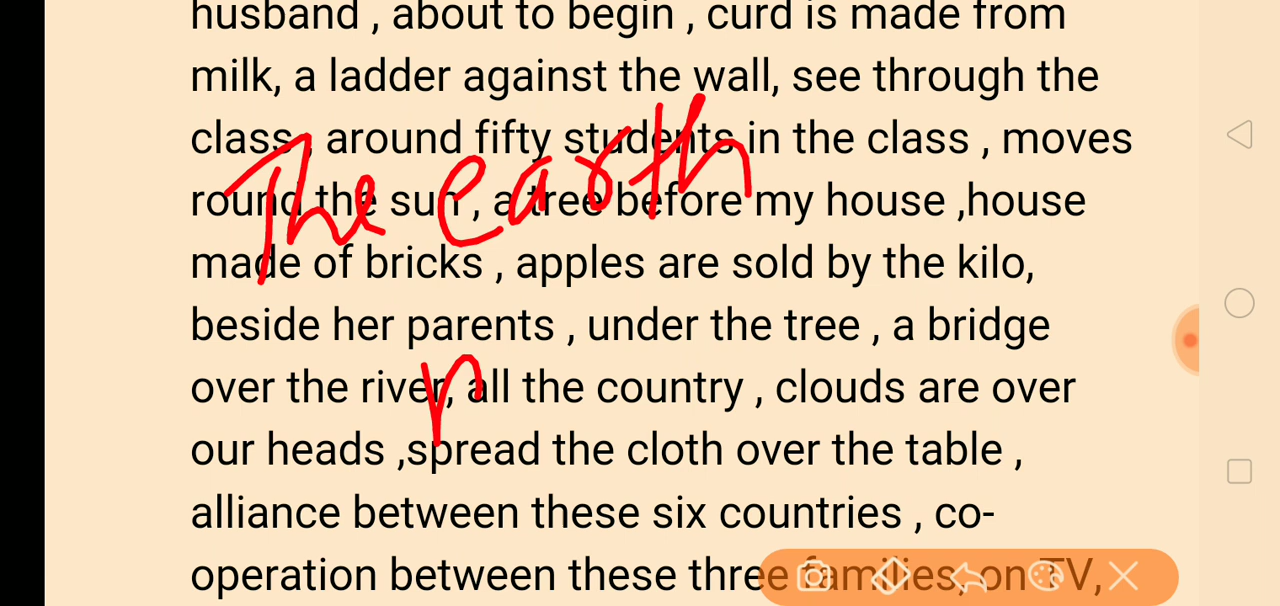 husband , about to begin , curd is made from
milk, a ladder against the wall, see through the
class , around fifty students in the class , moves
The earth
round the sun , a tree before my house ,house
made of bricks , apples are sold by the kilo,
beside her parents , under the tree , a bridge
r
over the river, all the country , clouds are over
our heads ,spread the cloth over the table ,
alliance between these six countries , co-
operation between these three families, on TV,